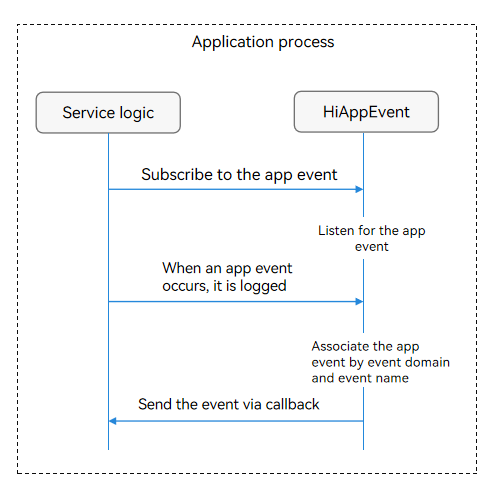 Application process
Service logic
HiAppEvent
Subscribe to the app event
Listen for the app
event
When an app event
occurs, it is logged
Associate the app
event by event domain
and event name
Send the event via callback